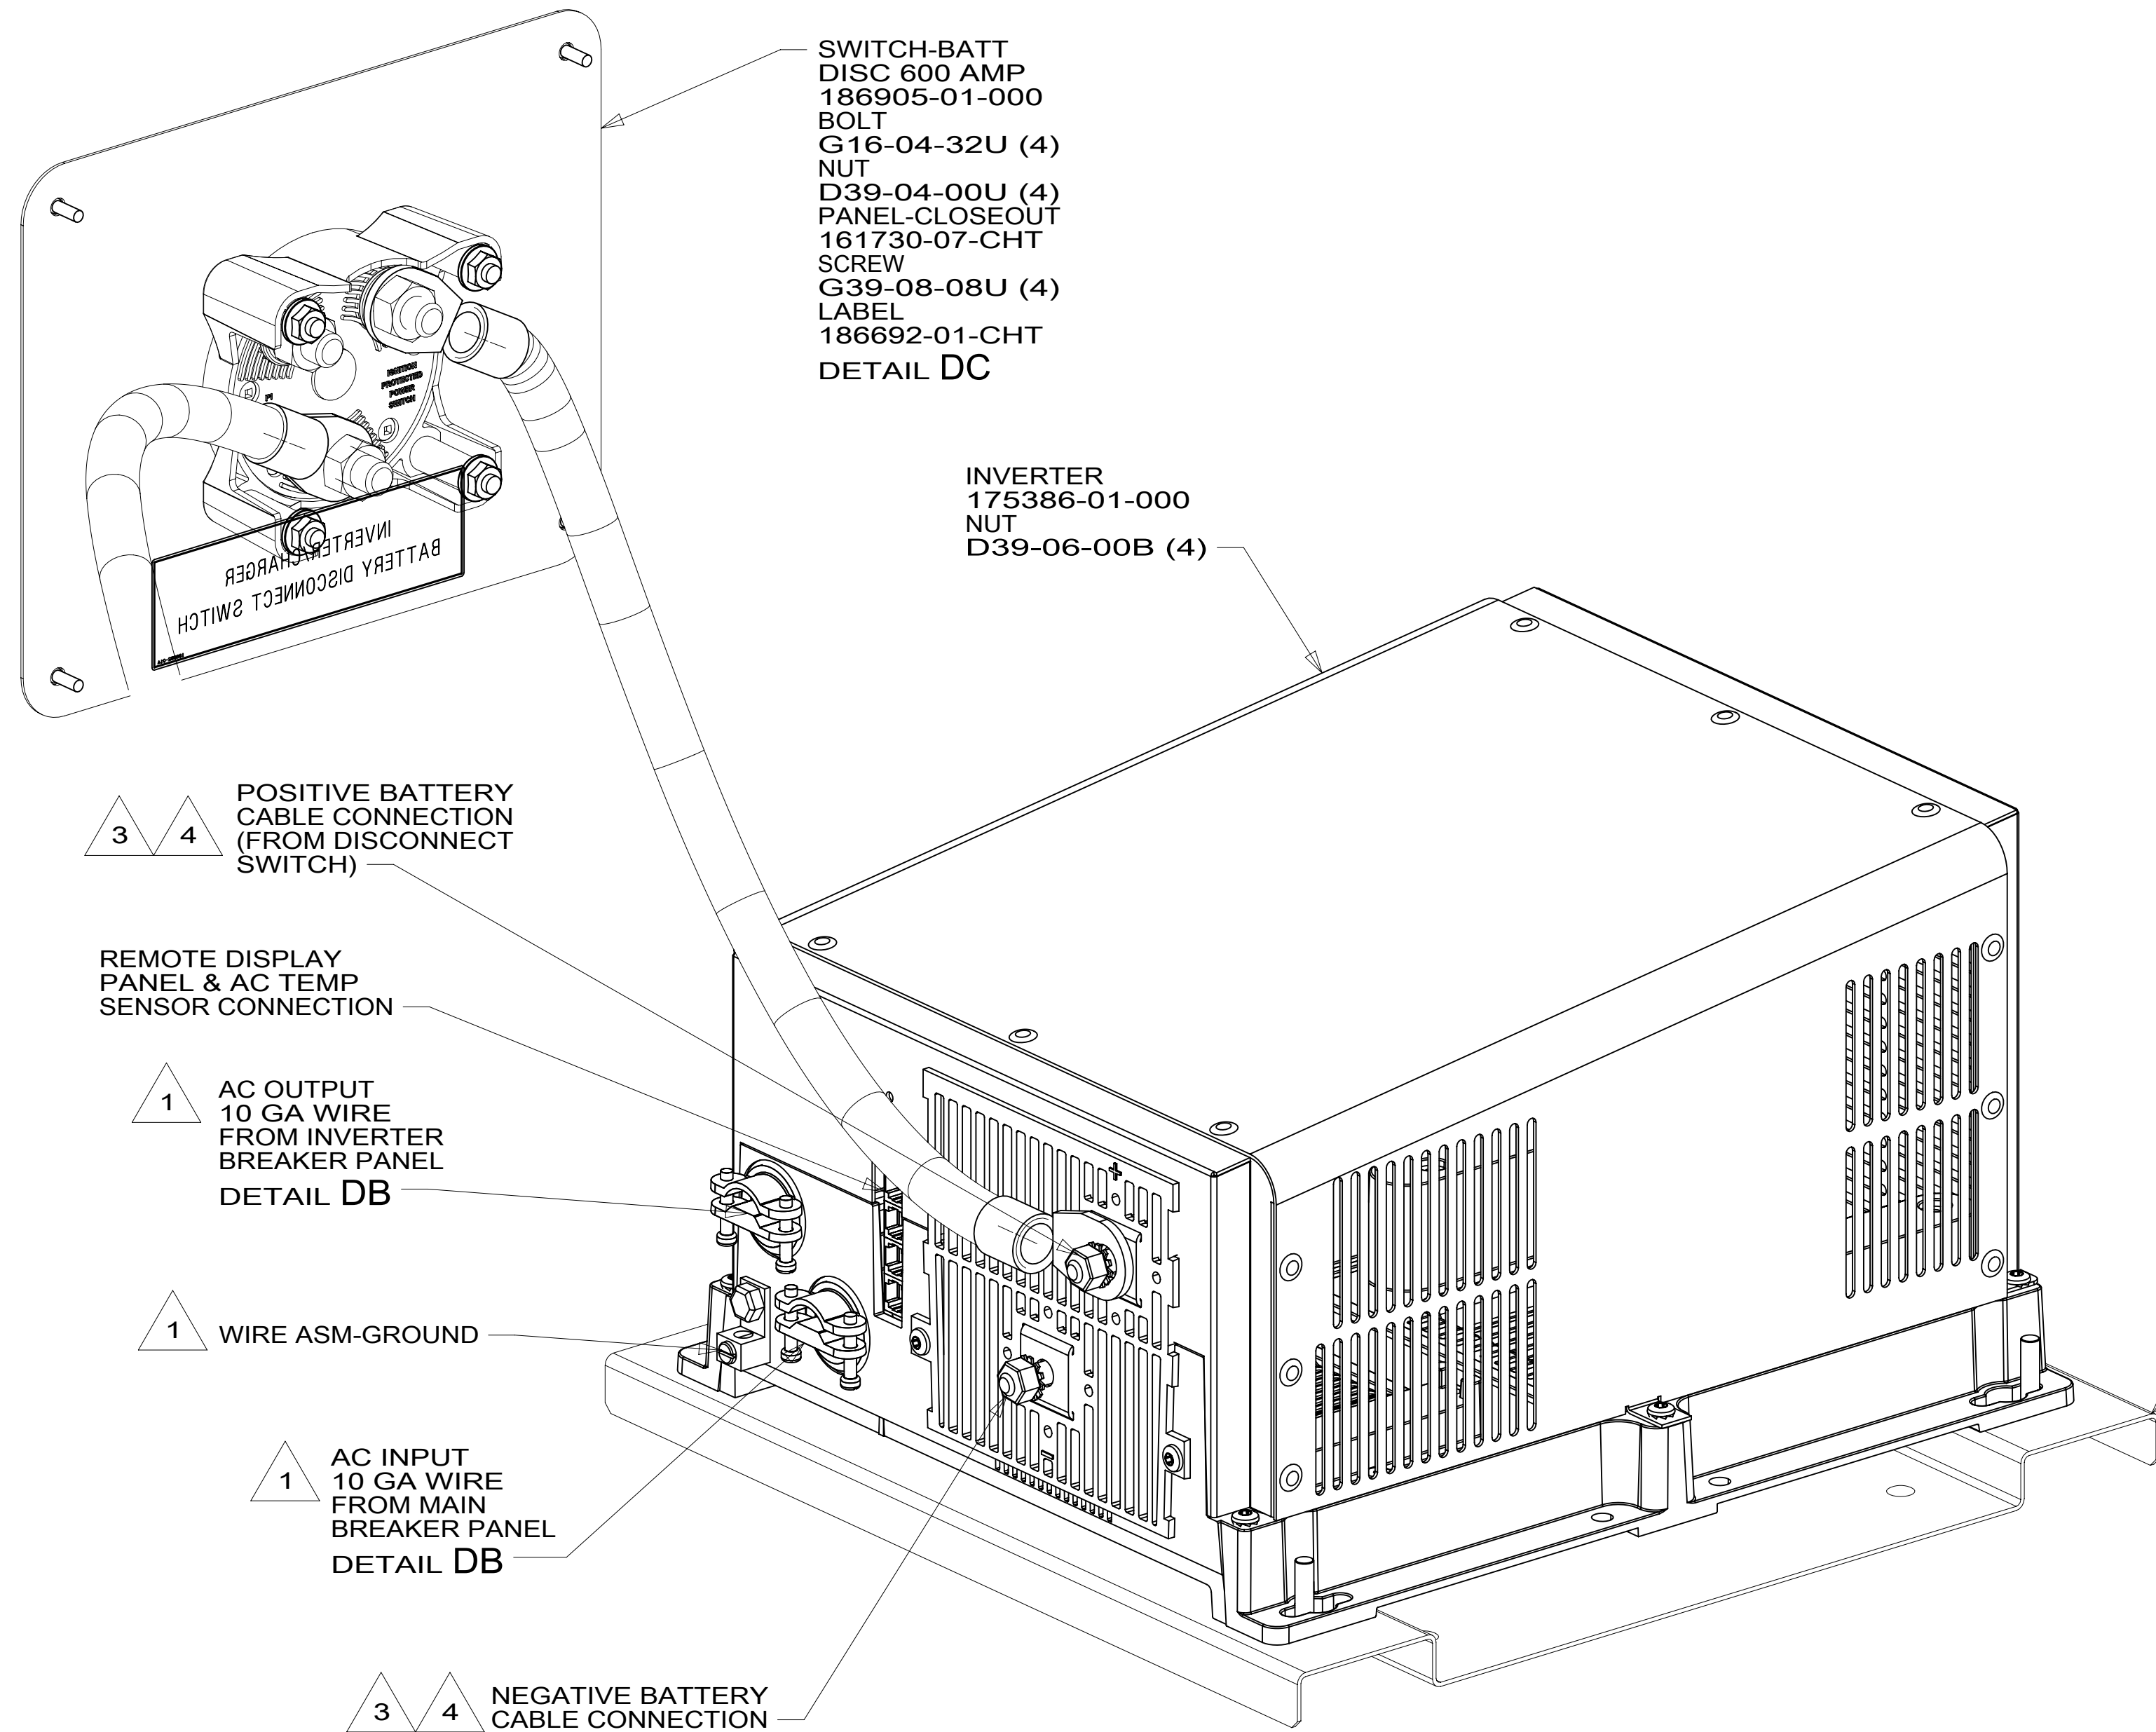 SWITCH-BATT
DISC 600 AMP
186905-01-000
BOLT
G16-04-32U (4)
NUT
D39-04-00U (4)
PANEL-CLOSEOUT
161730-07-CHT
SCREW
G39-08-08U (4)
LABEL
186692-01-CHT
DETAIL DC
IGNITION
PROTECTED
POWER
SWITCH
INVERTER/CHARGER
BATTERY DISCONNECT SWITCH
INVERTER
175386-01-000
NUT
D39-06-00B (4)
3 4
POSITIVE BATTERY
CABLE CONNECTION
(FROM DISCONNECT
SWITCH)
REMOTE DISPLAY
PANEL & AC TEMP
SENSOR CONNECTION
1
AC OUTPUT
10 GA WIRE
FROM INVERTER
BREAKER PANEL
DETAIL DB
1
WIRE ASM-GROUND
1
AC INPUT
10 GA WIRE
FROM MAIN
BREAKER PANEL
DETAIL DB
3 4
NEGATIVE BATTERY
CABLE CONNECTION
+
-